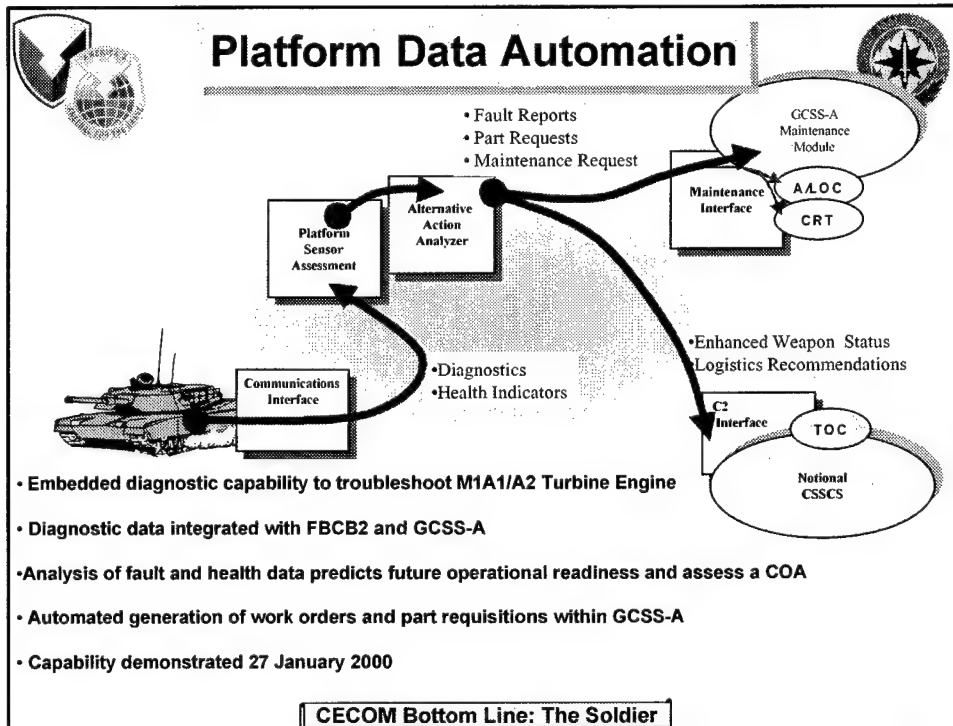 Platform Data Automation
• Fault Reports
• Part Requests
• Maintenance Request
GCSS-A
Maintenance
Module
Maintenance
Interface
A/LOC
CRT
Alternative
Action
Analyzer
Platform
Sensor
Assessment
•Enhanced Weapon Status
•Logistics Recommendations
•Diagnostics
•Health Indicators
Communications
Interface
C2
Interface
TOC
Notional
CSSCS
• Embedded diagnostic capability to troubleshoot M1A1/A2 Turbine Engine
• Diagnostic data integrated with FBCB2 and GCSS-A
•Analysis of fault and health data predicts future operational readiness and assess a COA
• Automated generation of work orders and part requisitions within GCSS-A
• Capability demonstrated 27 January 2000
CECOM Bottom Line: The Soldier